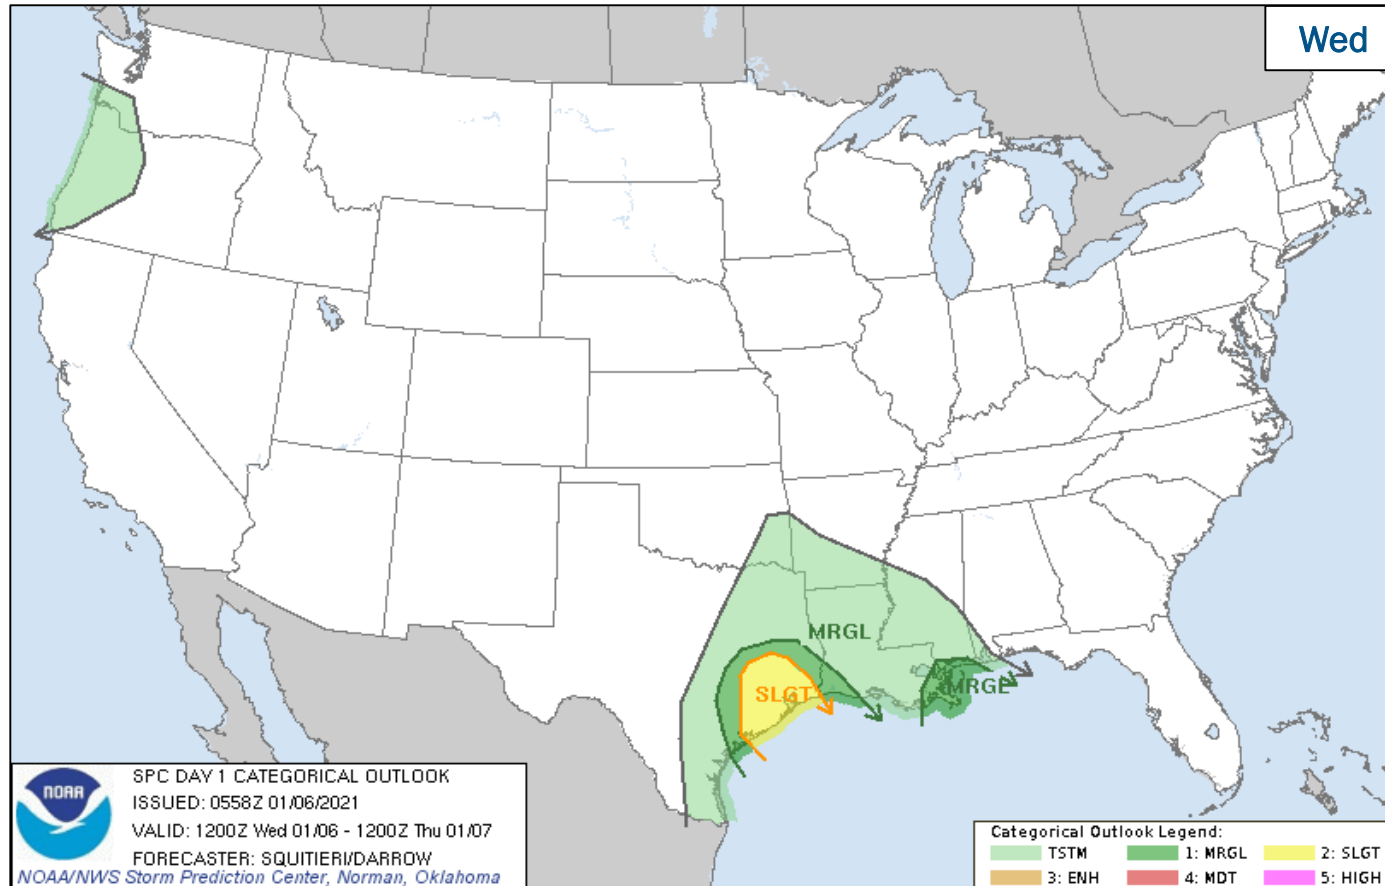 Wed
MRGL
SLGT
MRGL
NOAA
SPC DAY 1 CATEGORICAL OUTLOOK
ISSUED: 0558Z 01/06/2021
VALID: 1200Z Wed 01/06 - 1200Z Thu 01/07
FORECASTER: SQUITIERI/DARROW
NOAA/NWS Storm Prediction Center, Norman, Oklahoma
Categorical Outlook Legend:
TSTM 1: MRGL 2: SLGT
3: ENH 4: MDT 5: HIGH